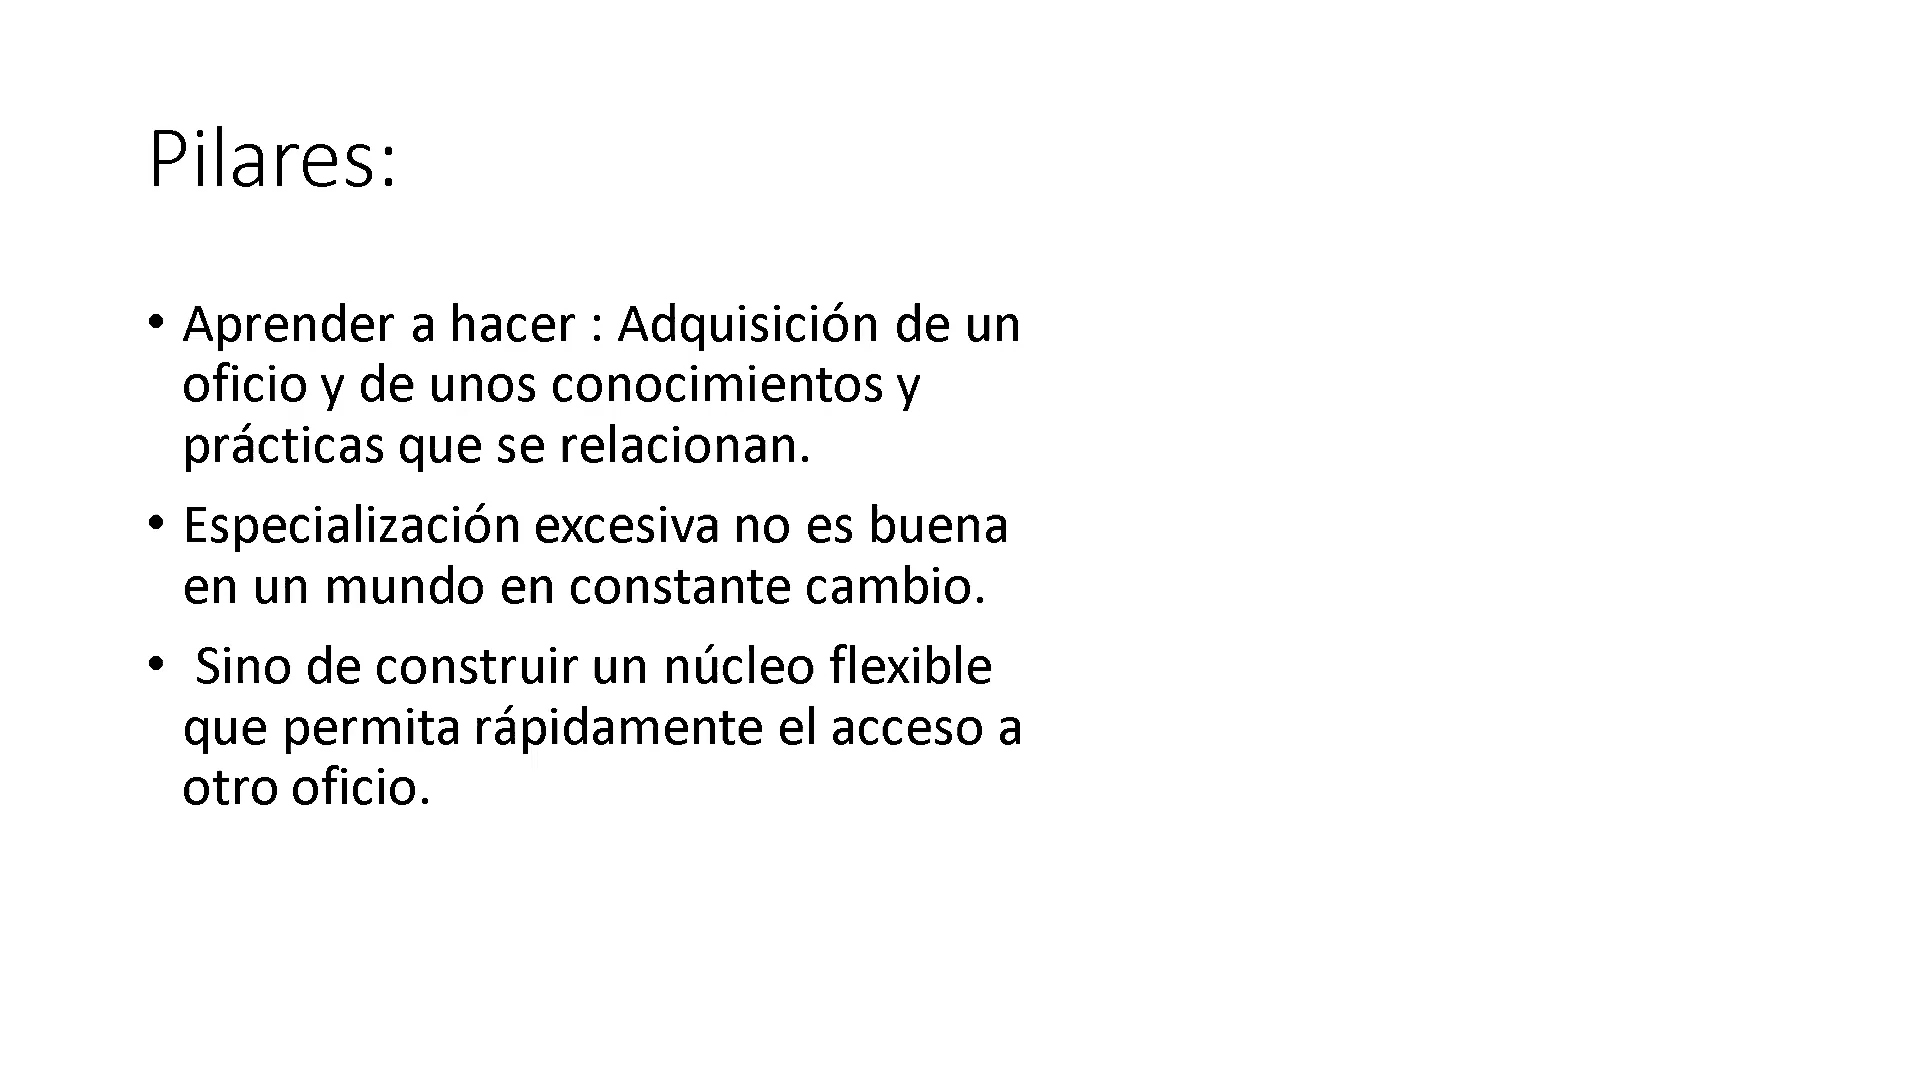 Pilares:
• Aprender a hacer : Adquisición de un
oficio y de unos conocimientos y
prácticas que se relacionan.
• Especialización excesiva no es buena
en un mundo en constante cambio.
• Sino de construir un núcleo flexible
que permita rápidamente el acceso a
otro oficio.